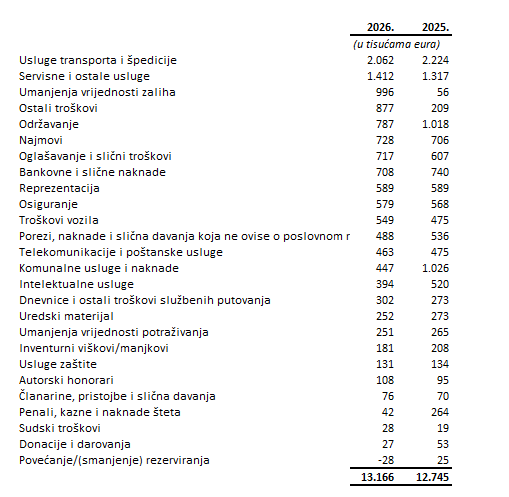 2026. 2025.
(u tisućama eura)
Usluge transporta i špedicije 2.062 2.224
Servisne i ostale usluge 1.412 1.317
Umanjenja vrijednosti zaliha 996 56
Ostali troškovi 877 209
Održavanje 787 1.018
Najmovi 728 706
Oglašavanje i slični troškovi 717 607
Bankovne i slične naknade 708 740
Reprezentacija 589 589
Osiguranje 579 568
Troškovi vozila 549 475
Porezi, naknade i slična davanja koja ne ovise o poslovnom r 488 536
Telekomunikacije i poštanske usluge 463 475
Komunalne usluge i naknade 447 1.026
Intelektualne usluge 394 520
Dnevnice i ostali troškovi službenih putovanja 302 273
Uredski materijal 252 273
Umanjenja vrijednosti potraživanja 251 265
Inventurni viškovi/manjkovi 181 208
Usluge zaštite 131 134
Autorski honorari 108 95
Članarine, pristojbe i slična davanja 76 70
Penali, kazne i naknade šteta 42 264
Sudski troškovi 28 19
Donacije i darovanja 27 53
Povećanje/(smanjenje) rezerviranja -28 25
13.166 12.745